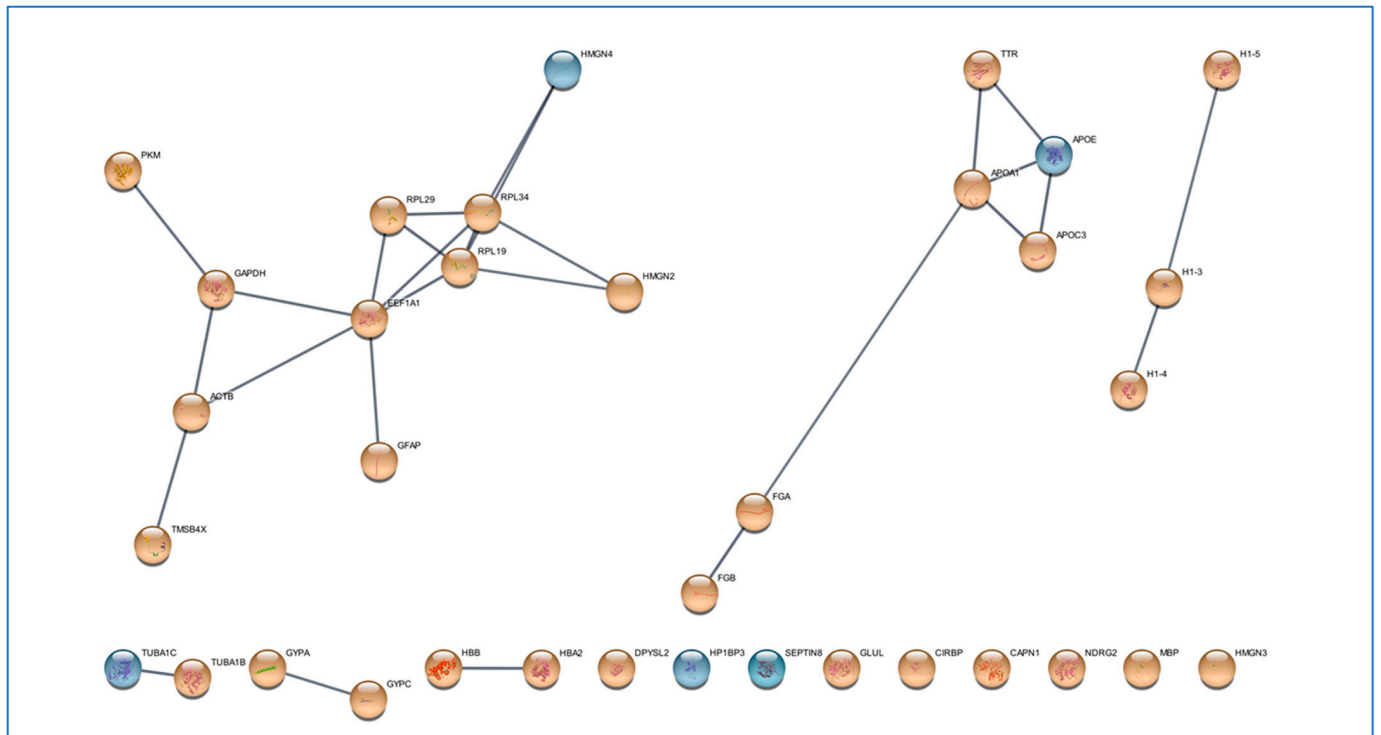 HMGN4
TTR
H1-5
APOE
PKM
APOA1
RPL29
RPL34
APOC3
RPL19
GAPDH
HMGN2
H1-3
EEF1A1
H1-4
ACTB
GFAP
FGA
TMSB4X
FGB
TUBA1C
TUBA1B
GYPA
GYPC
HBB
HBA2
DPYSL2
HP1BP3
SEPTIN8
GLUL
CIRBP
CAPN1
NDRG2
MBP
HMGN3